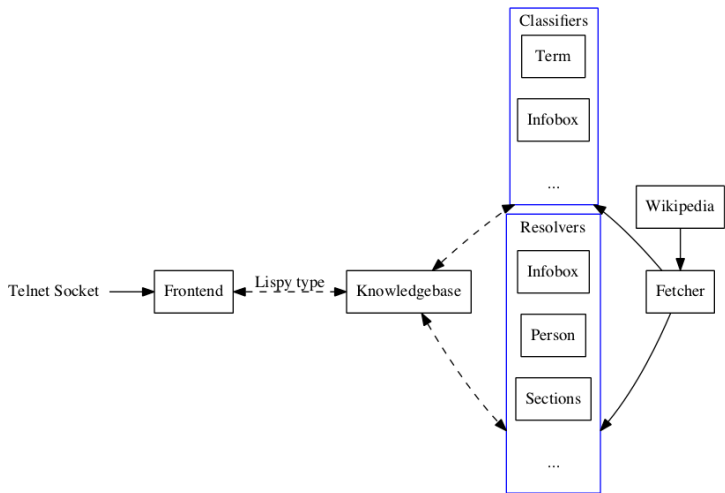 Classifiers
Term
Infobox
...
Wikipedia
Resolvers
Infobox
Telnet Socket
Frontend
Lispy type
Knowledgebase
Fetcher
Person
Sections
...